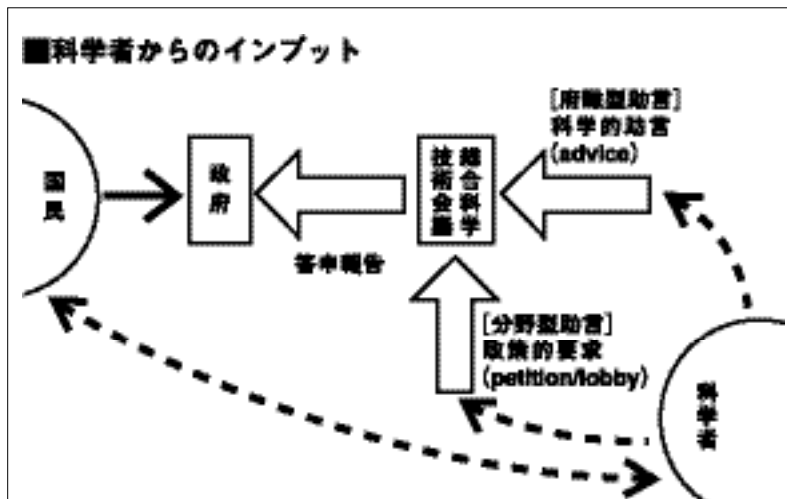 ■科学者からのインプット
[俯瞰型助言]
科学的助言
(advice)
総合科学
技術会議
政府
国民
答申報告
[分野型助言]
政策的要求
(petition/lobby)
科学者